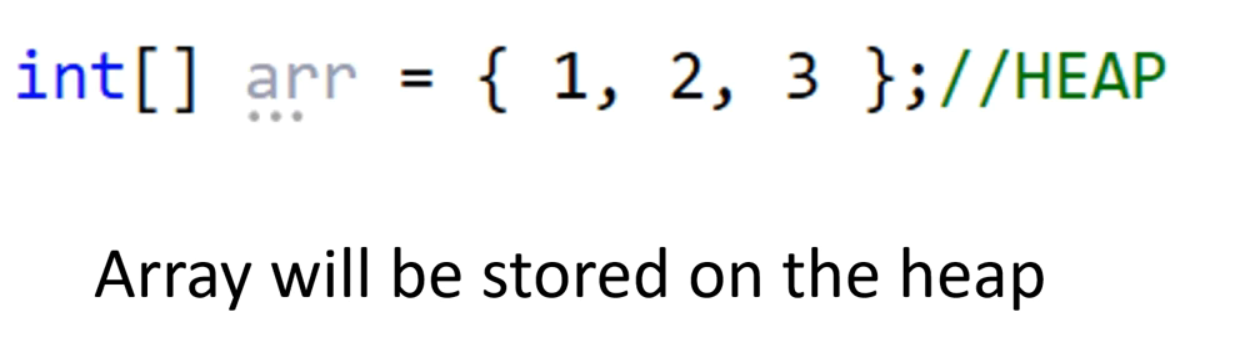 int[] arr = { 1, 2, 3 };//HEAP
Array will be stored on the heap